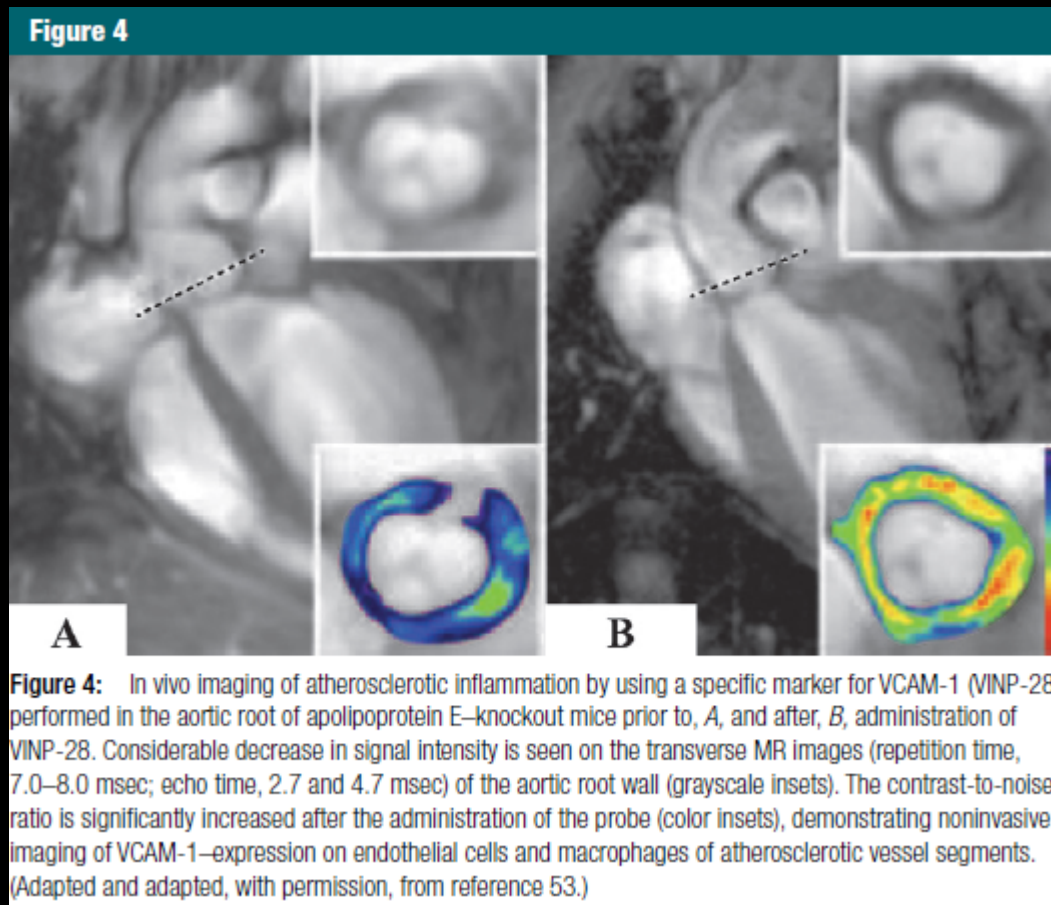 Figure 4
A
B
Figure 4: In vivo imaging of atherosclerotic inflammation by using a specific marker for VCAM-1 (VINP-28
performed in the aortic root of apolipoprotein E–knockout mice prior to, A, and after, B, administration of
VINP-28. Considerable decrease in signal intensity is seen on the transverse MR images (repetition time,
7.0–8.0 msec; echo time, 2.7 and 4.7 msec) of the aortic root wall (grayscale insets). The contrast-to-noise
ratio is significantly increased after the administration of the probe (color insets), demonstrating noninvasive
imaging of VCAM-1–expression on endothelial cells and macrophages of atherosclerotic vessel segments.
(Adapted and adapted, with permission, from reference 53.)